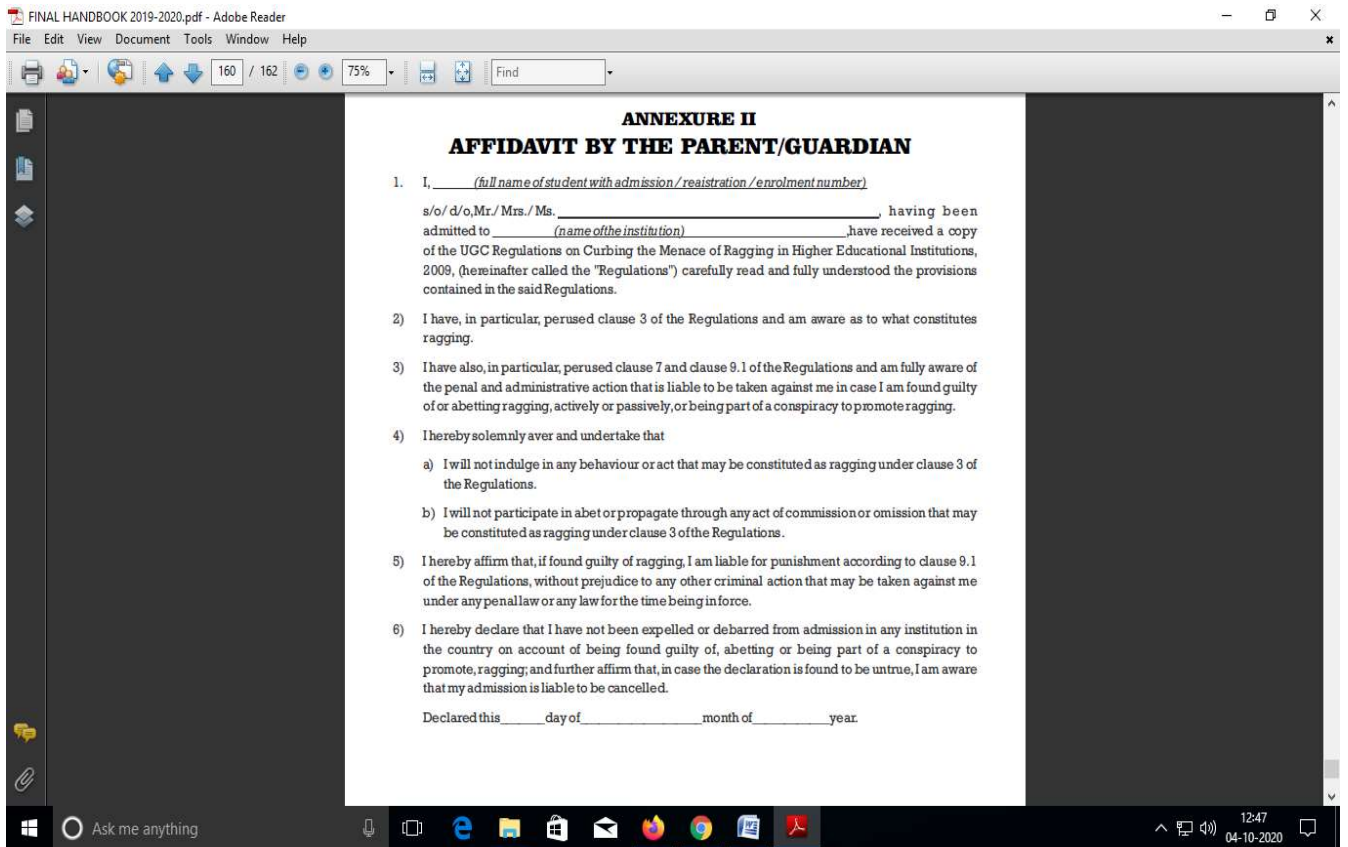 FINAL HANDBOOK 2019-2020.pdf - Adobe Reader
File Edit View Document Tools Window Help
160 / 162 75% Find
ANNEXURE II
AFFIDAVIT BY THE PARENT/GUARDIAN
1. I, ______(full name of student with admission / reaistration / enrolment number)
s/o/ d/o,Mr./ Mrs./ Ms.______________________________, having been
admitted to __________(name ofthe institution)____________________,have received a copy
of the UGC Regulations on Curbing the Menace of Ragging in Higher Educational Institutions,
2009, (hereinafter called the "Regulations") carefully read and fully understood the provisions
contained in the said Regulations.
2) I have, in particular, perused clause 3 of the Regulations and am aware as to what constitutes
ragging.
3) I have also, in particular, perused clause 7 and clause 9.1 of the Regulations and am fully aware of
the penal and administrative action that is liable to be taken against me in case I am found guilty
of or abetting ragging, actively or passively, or being part of a conspiracy to promote ragging.
4) I hereby solemnly aver and undertake that
a) I will not indulge in any behaviour or act that may be constituted as ragging under clause 3 of
the Regulations.
b) I will not participate in abet or propagate through any act of commission or omission that may
be constituted as ragging under clause 3 of the Regulations.
5) I hereby affirm that, if found guilty of ragging, I am liable for punishment according to clause 9.1
of the Regulations, without prejudice to any other criminal action that may be taken against me
under any penal law or any law for the time being in force.
6) I hereby declare that I have not been expelled or debarred from admission in any institution in
the country on account of being found guilty of, abetting or being part of a conspiracy to
promote, ragging; and further affirm that, in case the declaration is found to be untrue, I am aware
that my admission is liable to be cancelled.
Declared this______day of________________month of__________year.
Ask me anything
12:47
04-10-2020